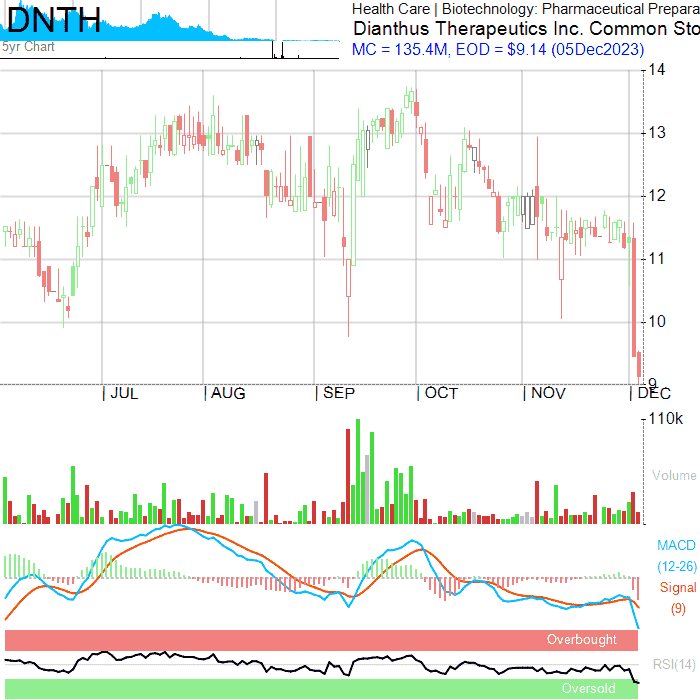 DNTH
5yr Chart
Health Care | Biotechnology: Pharmaceutical Prepara
Dianthus Therapeutics Inc. Common Sto
MC = 135.4M, EOD = $9.14 (05Dec2023)
14
13
12
11
10
9
| JUL | AUG | SEP | OCT | NOV | DEC
110k
Volume
MACD
(12-26)
Signal
(9)
Overbought
RSI(14)
Oversold